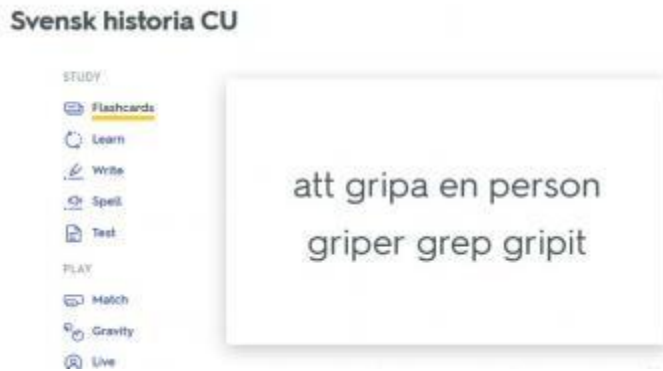 Svensk historia CU
STUDY
Flashcards
Learn
Write
Spell
Test
att gripa en person
griper grep gripit
PLAY
Match
Gravity
Live